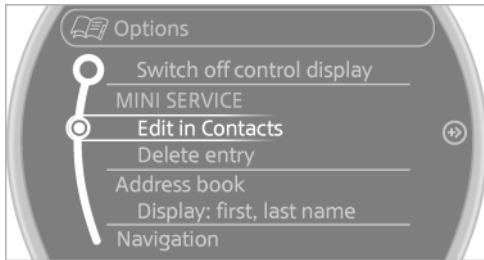 Options
Switch off control display
MINI SERVICE
Edit in Contacts
Delete entry
Address book
Display: first, last name
Navigation